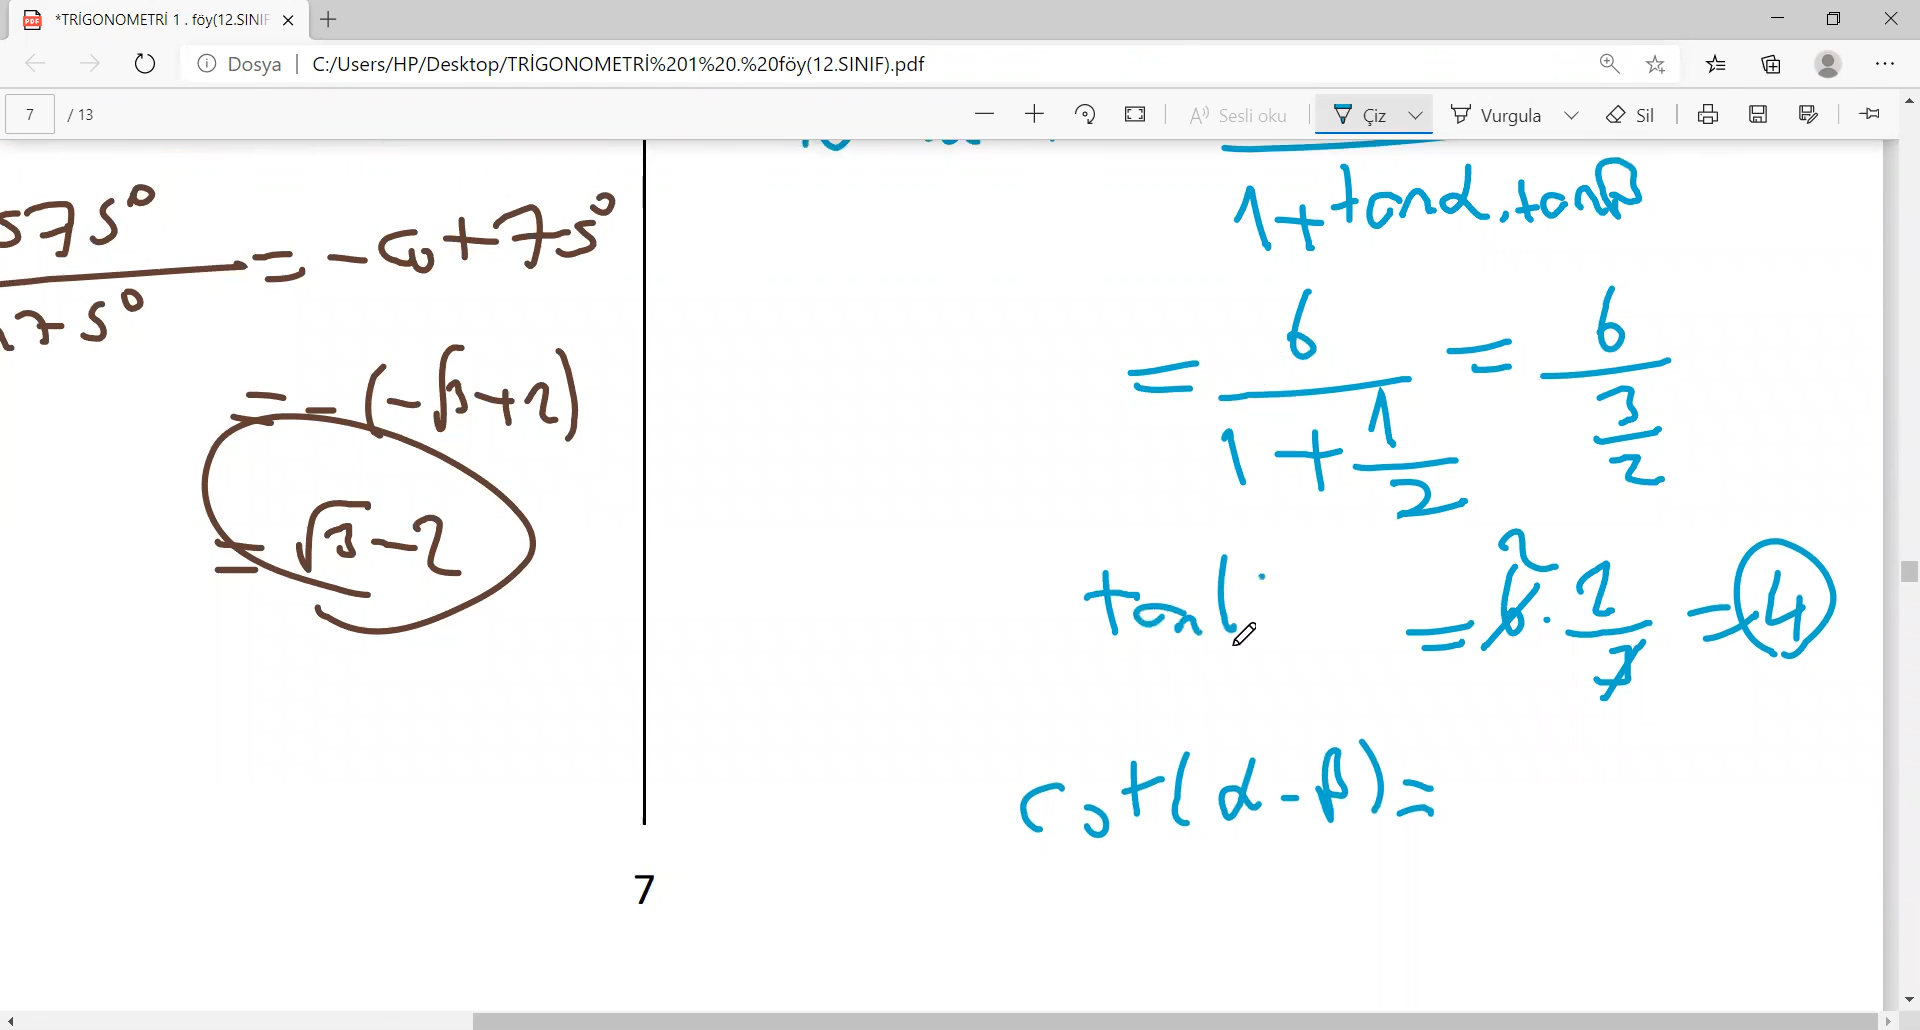 *TRİGONOMETRİ 1 . föy(12.SINIF
Dosya | C:/Users/HP/Desktop/TRİGONOMETRİ%201%20.%20föy(12.SINIF).pdf
7 / 13
Sesli oku
Çiz
Vurgula
Sil
575° = - cot 75°
75°
= - (-√3+2)
= √3 - 2
1 + tanα . tanβ
= 6 / (1 + 1/2) = 6 / (3/2)
tan(
= 6 . 2/3 = 4
2
cot(α - β) =
7